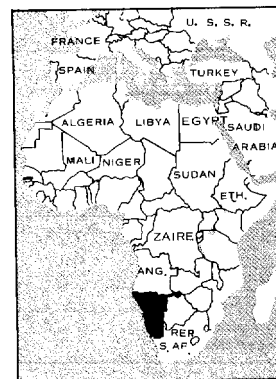 U. S. S. R.
FRANCE
SPAIN
TURKEY
ALGERIA
LIBYA
EGYPT
SAUDI
ARABIA
MALI
NIGER
SUDAN
ETH.
ZAIRE
ANG.
REP.
S. AF.